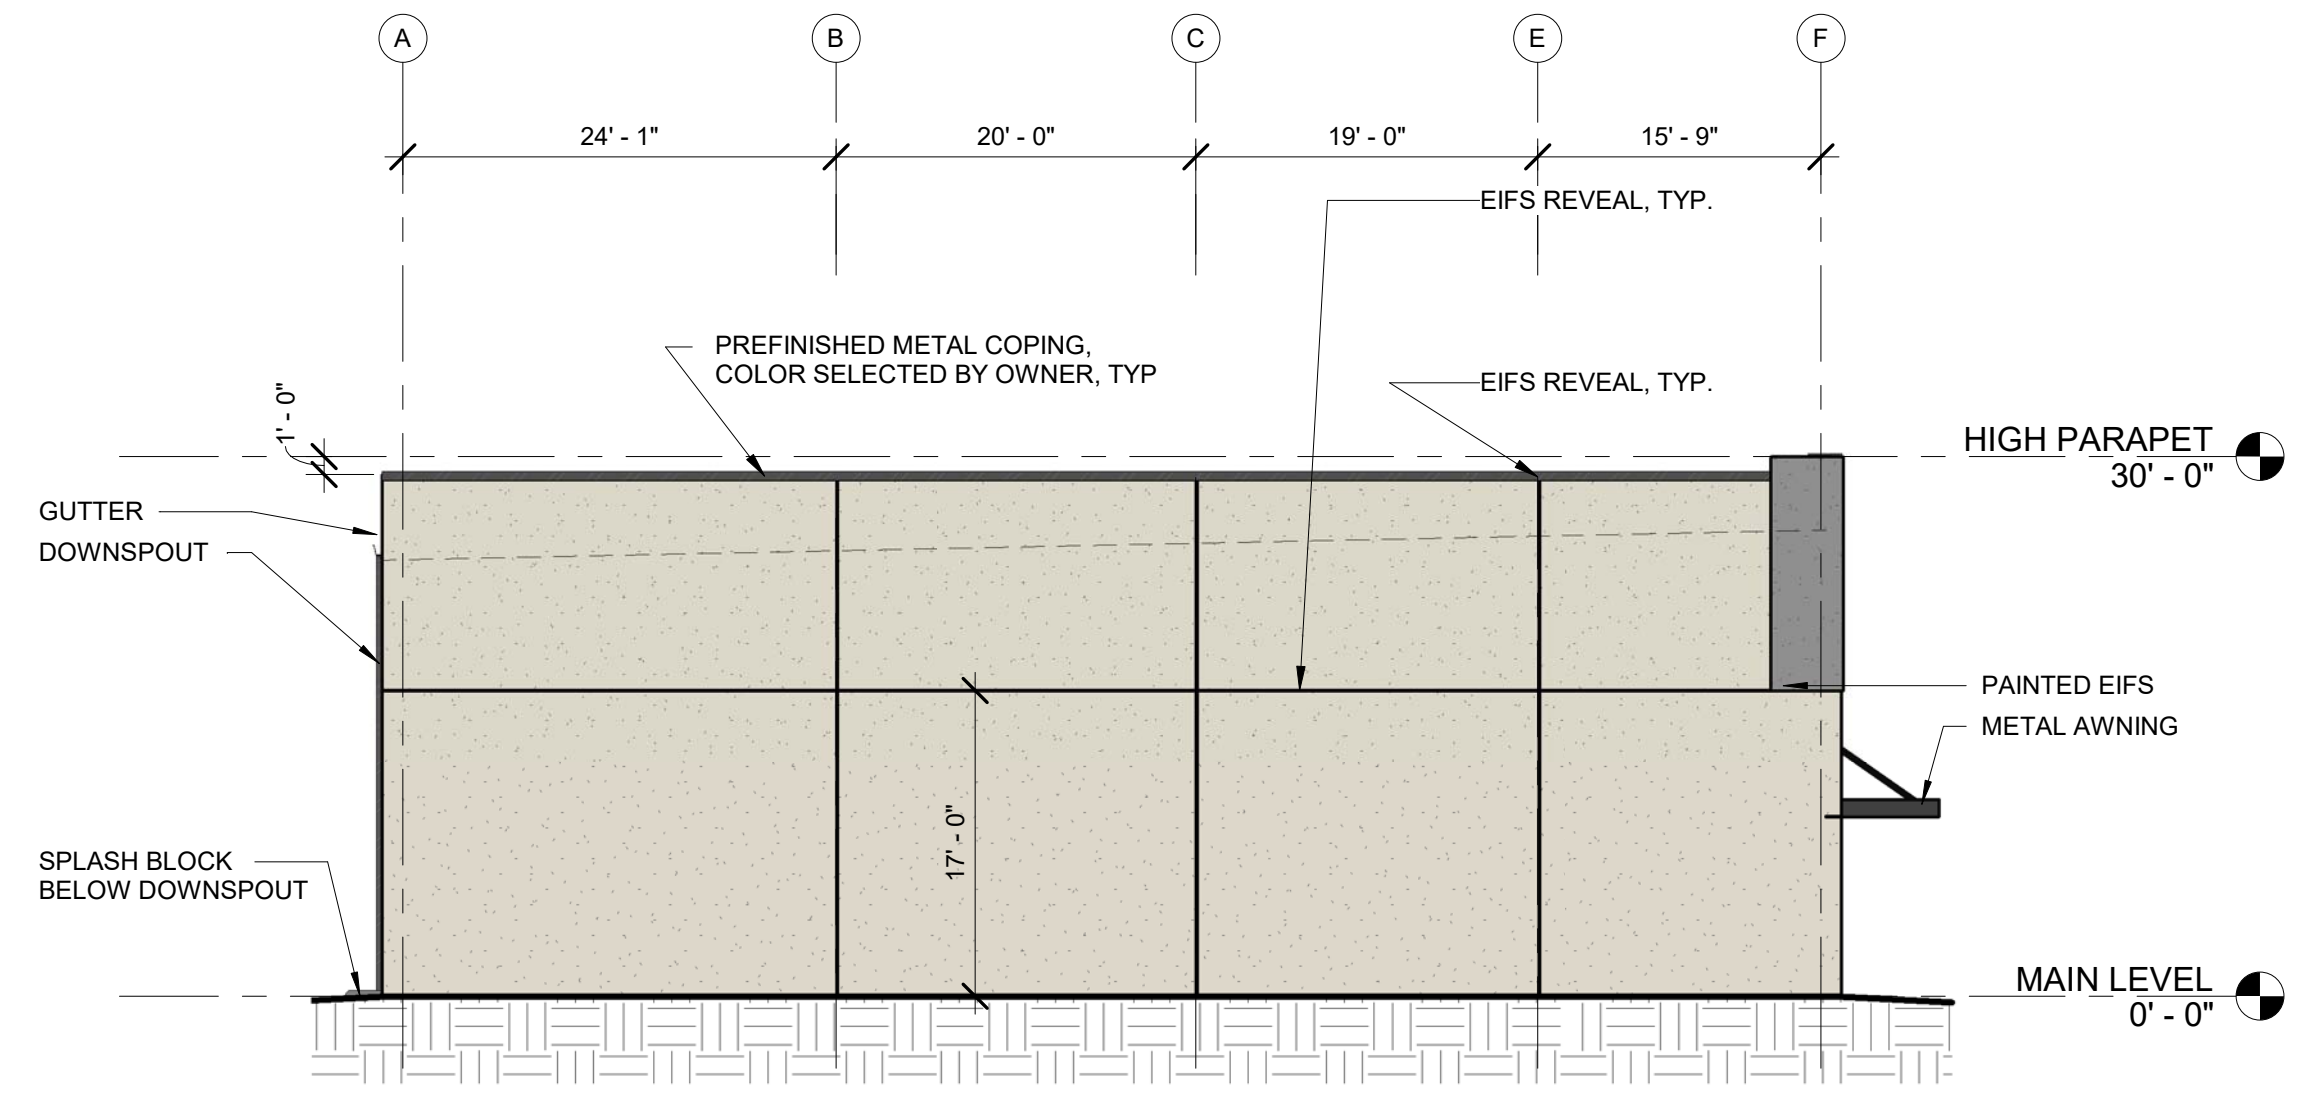 A
B
C
E
F
24' - 1"
20' - 0"
19' - 0"
15' - 9"
EIFS REVEAL, TYP.
PREFINISHED METAL COPING,
COLOR SELECTED BY OWNER, TYP
EIFS REVEAL, TYP.
1' - 0"
HIGH PARAPET
30' - 0"
GUTTER
DOWNSPOUT
PAINTED EIFS
METAL AWNING
17' - 0"
SPLASH BLOCK
BELOW DOWNSPOUT
MAIN LEVEL
0' - 0"